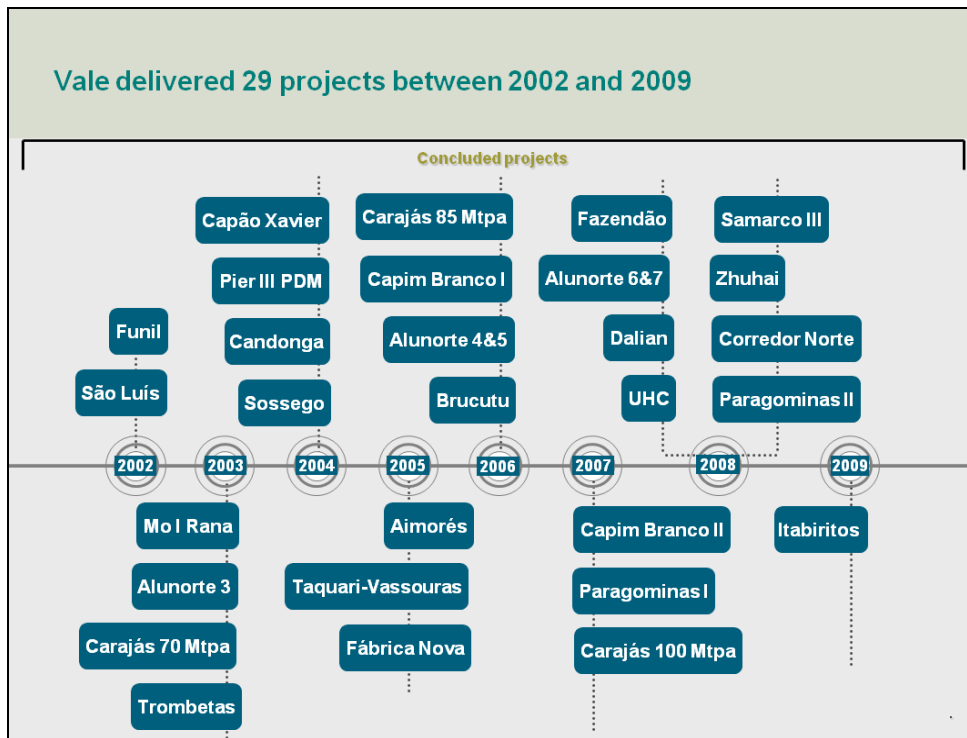 Vale delivered 29 projects between 2002 and 2009
Concluded projects
Capão Xavier
Carajás 85 Mtpa
Fazendão
Samarco III
Pier III PDM
Capim Branco I
Alunorte 6&7
Zhuhai
Funil
Candonga
Alunorte 4&5
Dalian
Corredor Norte
São Luís
Sossego
Brucutu
UHC
Paragominas II
2002
2003
2004
2005
2006
2007
2008
2009
Mo I Rana
Aimorés
Capim Branco II
Itabiritos
Alunorte 3
Taquari-Vassouras
Paragominas I
Carajás 70 Mtpa
Fábrica Nova
Carajás 100 Mtpa
Trombetas